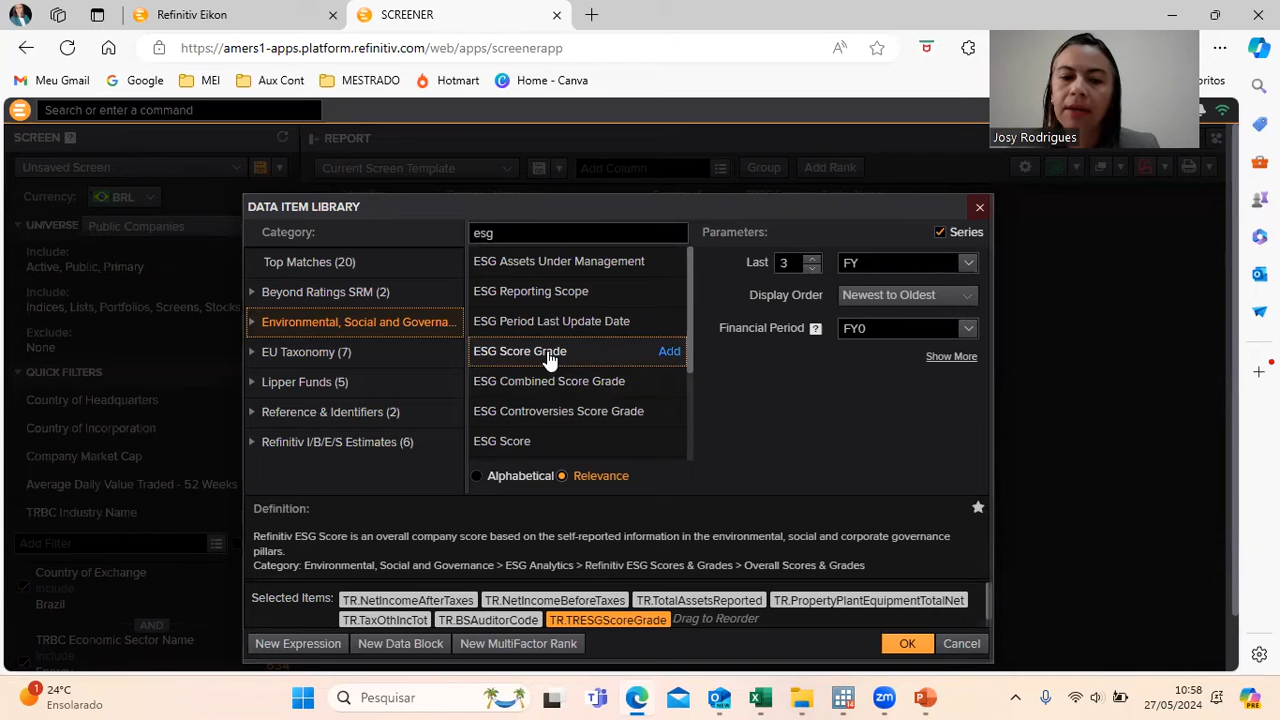 Refinitiv Eikon
SCREENER
https://amers1-apps.platform.refinitiv.com/web/apps/screenerapp
Meu Gmail
Google
MEI
Aux Cont
MESTRADO
Hotmart
Home - Canva
oritos
Search or enter a command
Josy Rodrigues
SCREEN ?
REPORT
Unsaved Screen
Current Screen Template
Add Column
Group
Add Rank
Currency:
BRL
UNIVERSE
Public Companies
Include:
Active, Public, Primary
Include:
Indices, Lists, Portfolios, Screens, Stocks
Exclude:
None
QUICK FILTERS
Country of Headquarters
Country of Incorporation
Company Market Cap
Average Daily Value Traded - 52 Weeks
TRBC Industry Name
Add Filter
Country of Exchange
Include
Brazil
AND
TRBC Economic Sector Name
Include
DATA ITEM LIBRARY
Category:
esg
Parameters:
Series
Top Matches (20)
Beyond Ratings SRM (2)
Environmental, Social and Governa...
EU Taxonomy (7)
Lipper Funds (5)
Reference & Identifiers (2)
Refinitiv I/B/E/S Estimates (6)
ESG Assets Under Management
ESG Reporting Scope
ESG Period Last Update Date
ESG Score Grade
Add
ESG Combined Score Grade
ESG Controversies Score Grade
ESG Score
Alphabetical
Relevance
Last
3
FY
Display Order
Newest to Oldest
Financial Period ?
FY0
Show More
Definition:
Refinitiv ESG Score is an overall company score based on the self-reported information in the environmental, social and corporate governance
pillars.
Category: Environmental, Social and Governance > ESG Analytics > Refinitiv ESG Scores & Grades > Overall Scores & Grades
Selected Items:
TR.NetIncomeAfterTaxes
TR.NetIncomeBeforeTaxes
TR.TotalAssetsReported
TR.PropertyPlantEquipmentTotalNet
TR.TaxOthIncTot
TR.BSAuditorCode
TR.TRESGScoreGrade
Drag to Reorder
New Expression
New Data Block
New MultiFactor Rank
OK
Cancel
1
24°C
Ensolarado
Pesquisar
NEW
14
zm
10:58
27/05/2024
PRE